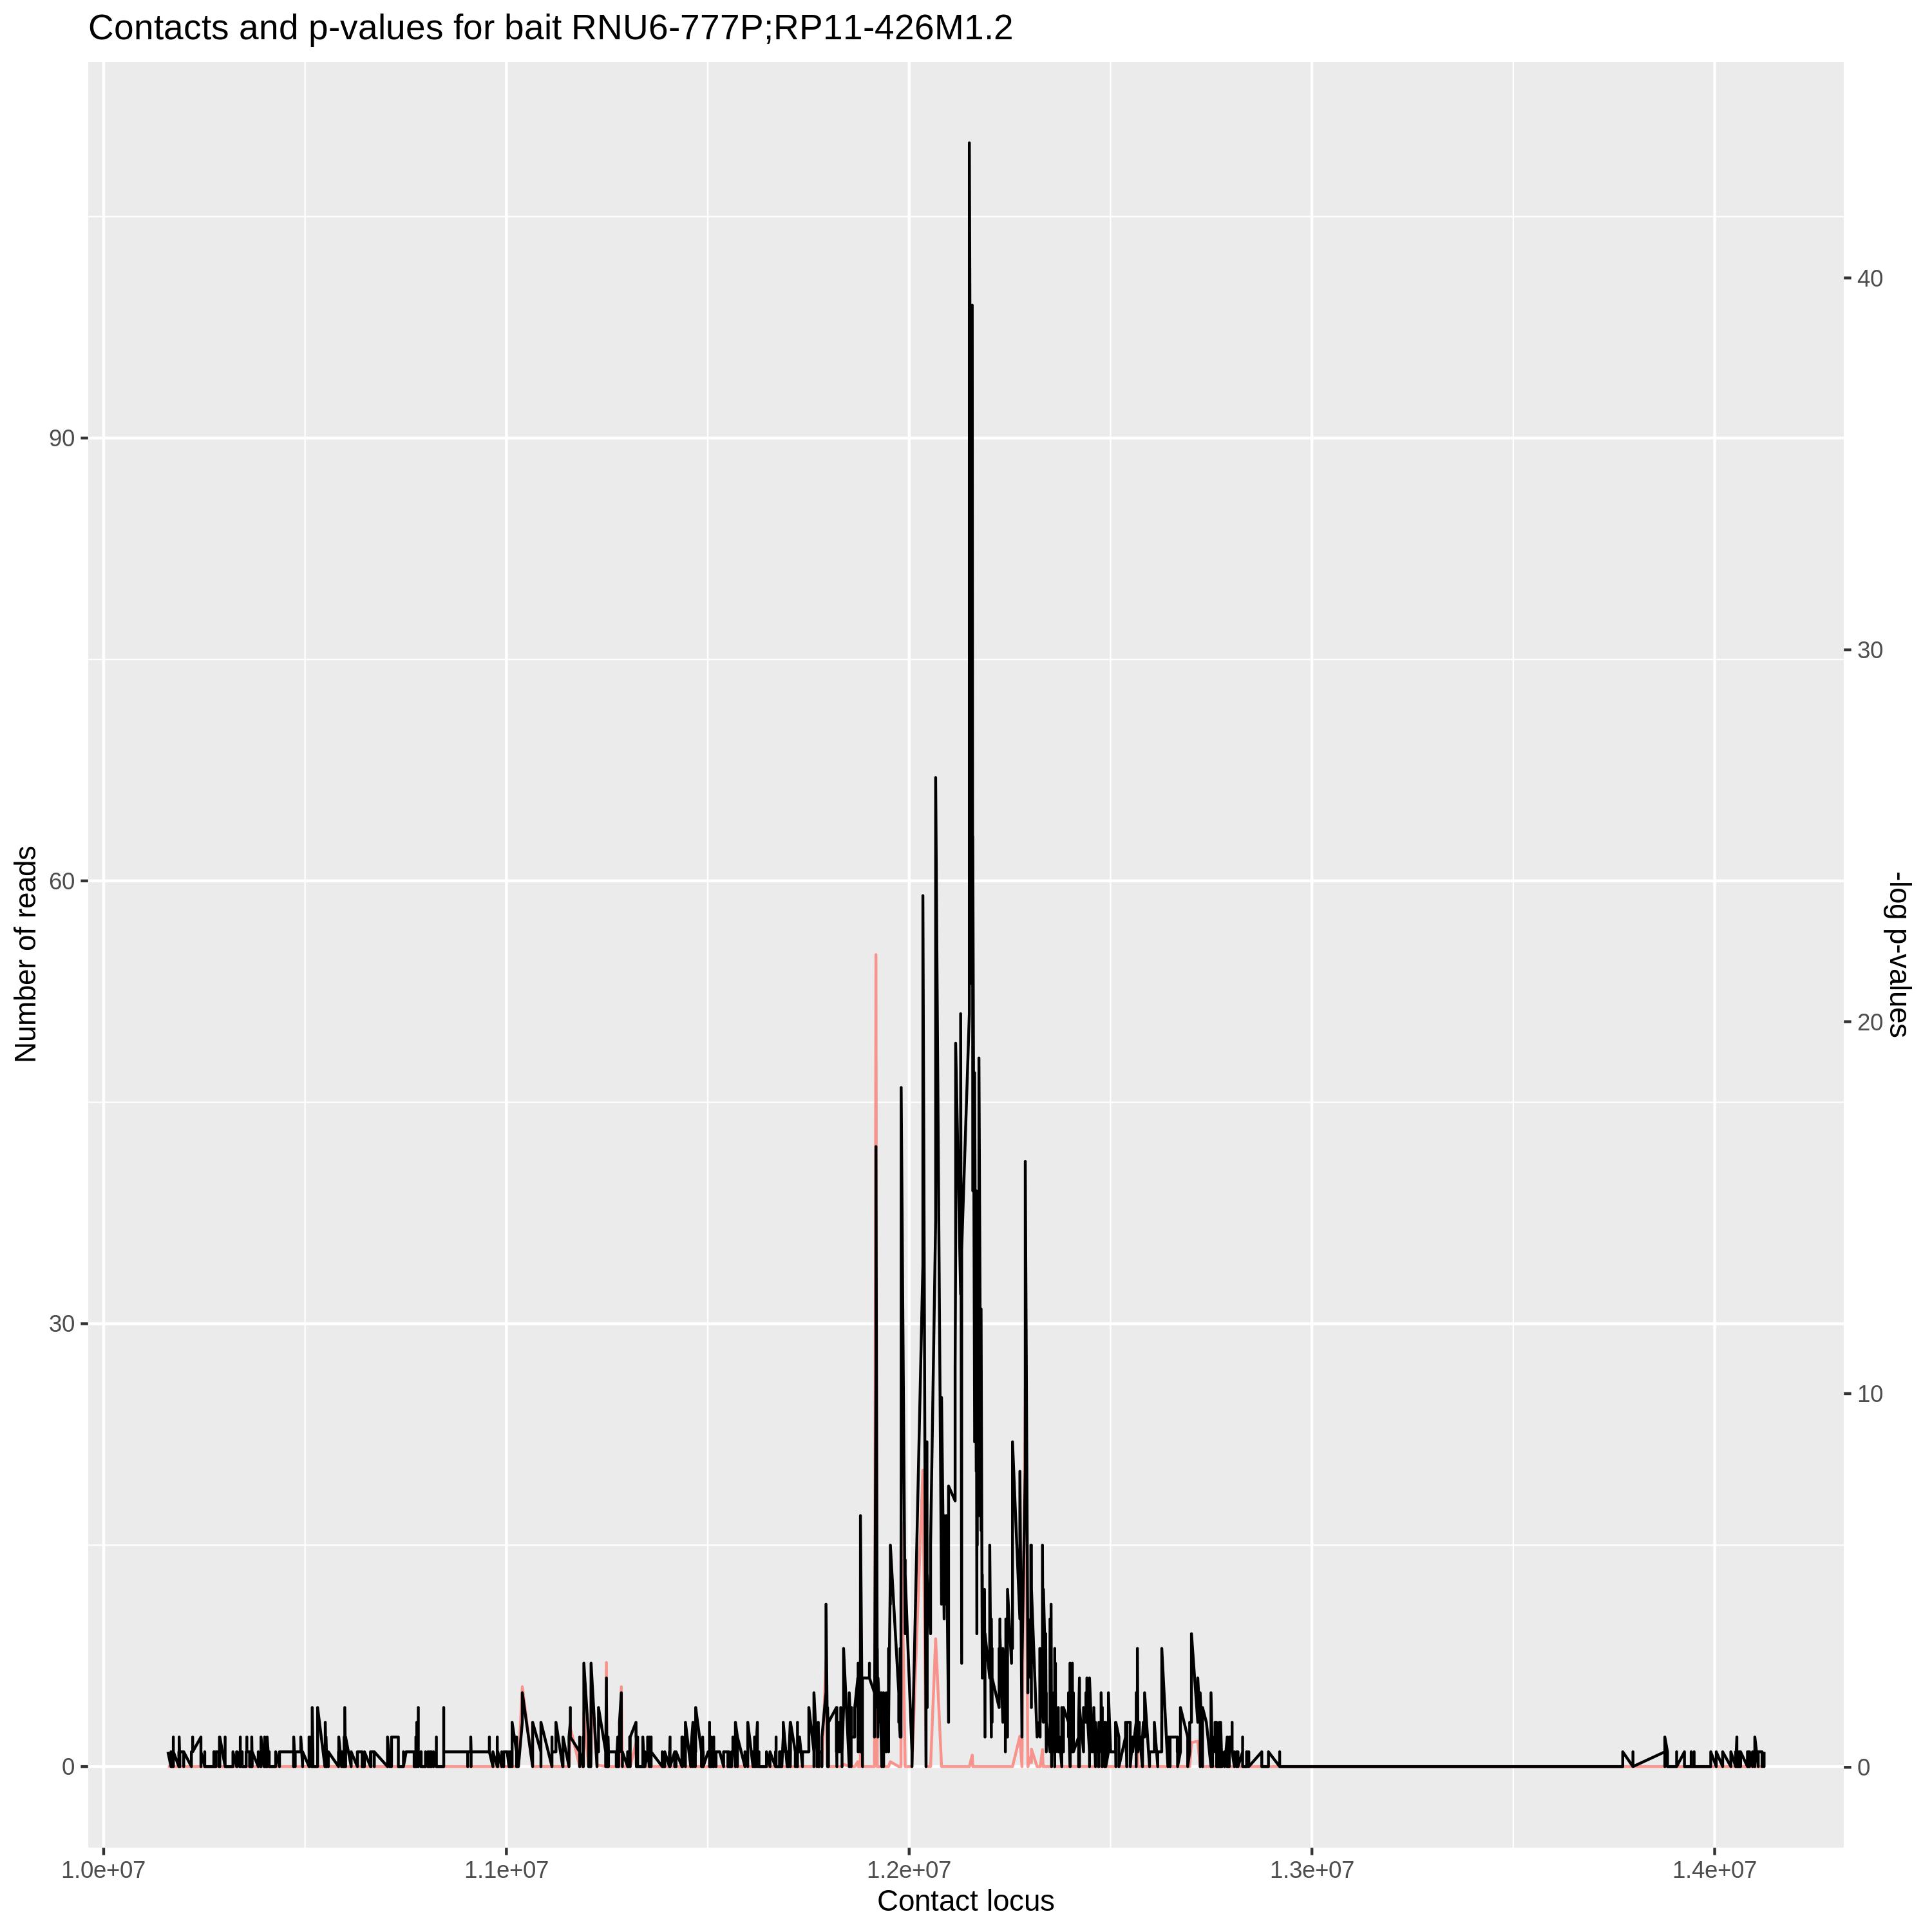 Contacts and p-values for bait RNU6-777P;RP11-426M1.2
Number of reads
90
60
30
0
40
30
20
10
0
-log p-values
1.0e+07
1.1e+07
1.2e+07
1.3e+07
1.4e+07
Contact locus